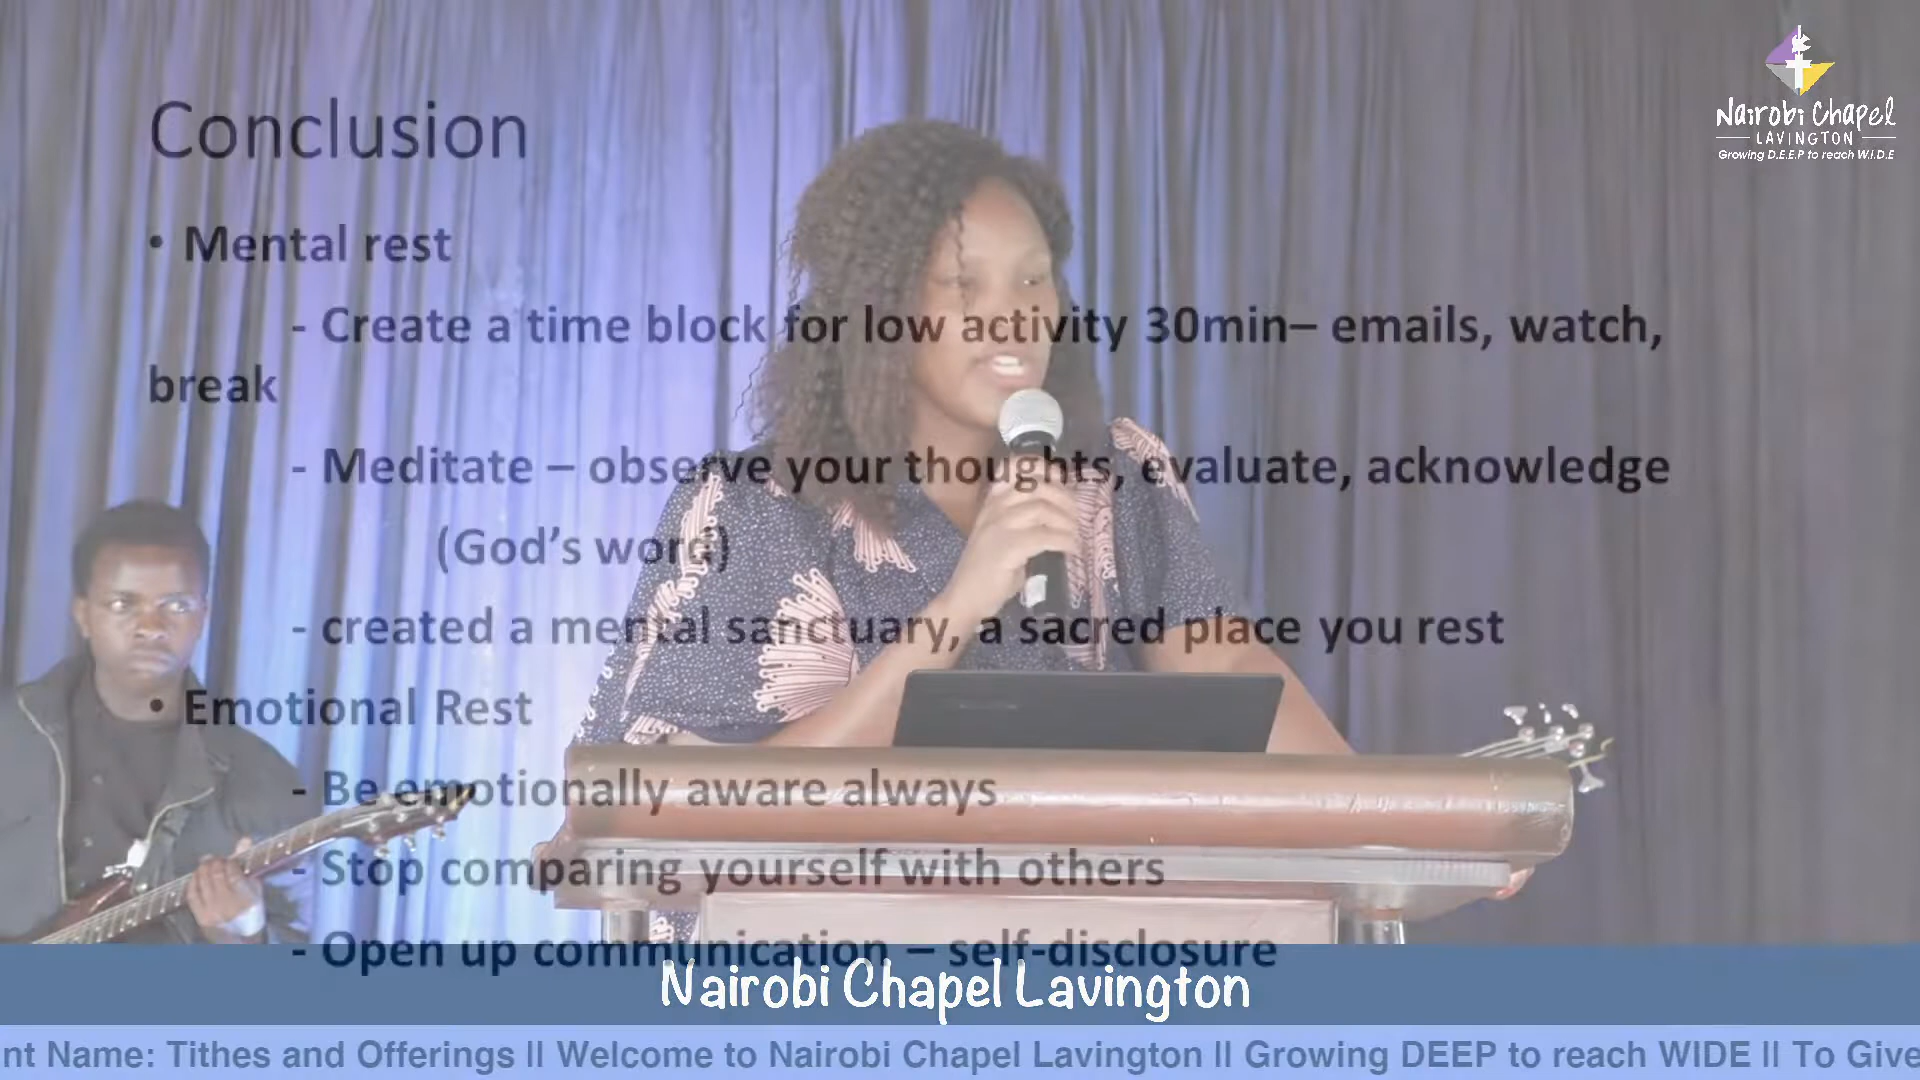 Nairobi Chapel
LAVINGTON
Growing D.E.E.P to reach W.I.D.E
Conclusion
• Mental rest
- Create a time block for low activity 30min– emails, watch,
break
- Meditate – observe your thoughts, evaluate, acknowledge
(God’s word)
- created a mental sanctuary, a sacred place you rest
• Emotional Rest
- Be emotionally aware always
- Stop comparing yourself with others
- Open up communication – self-disclosure
Nairobi Chapel Lavington
nt Name: Tithes and Offerings II Welcome to Nairobi Chapel Lavington II Growing DEEP to reach WIDE II To Give